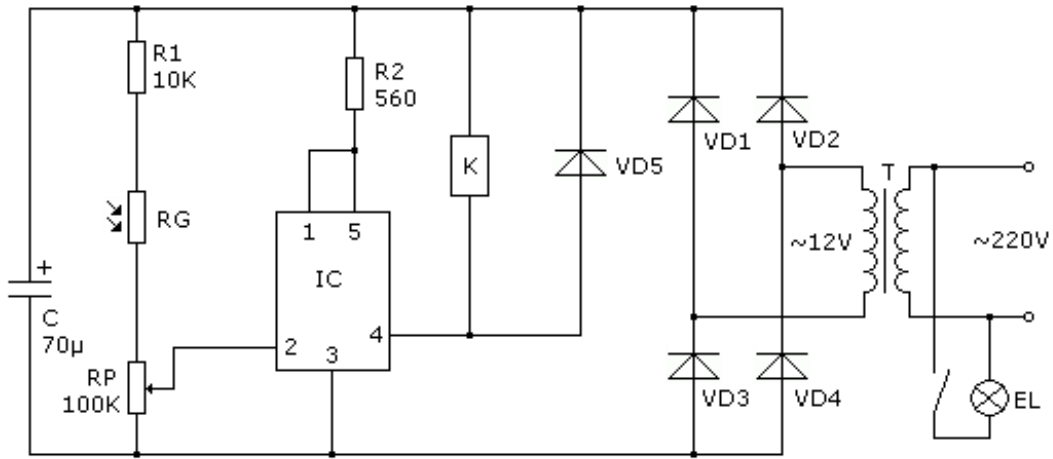 R1
10K
R2
560
K
VD5
VD1
VD2
T
RG
1
5
IC
~12V
~220V
+
C
70µ
2
3
4
RP
100K
VD3
VD4
EL